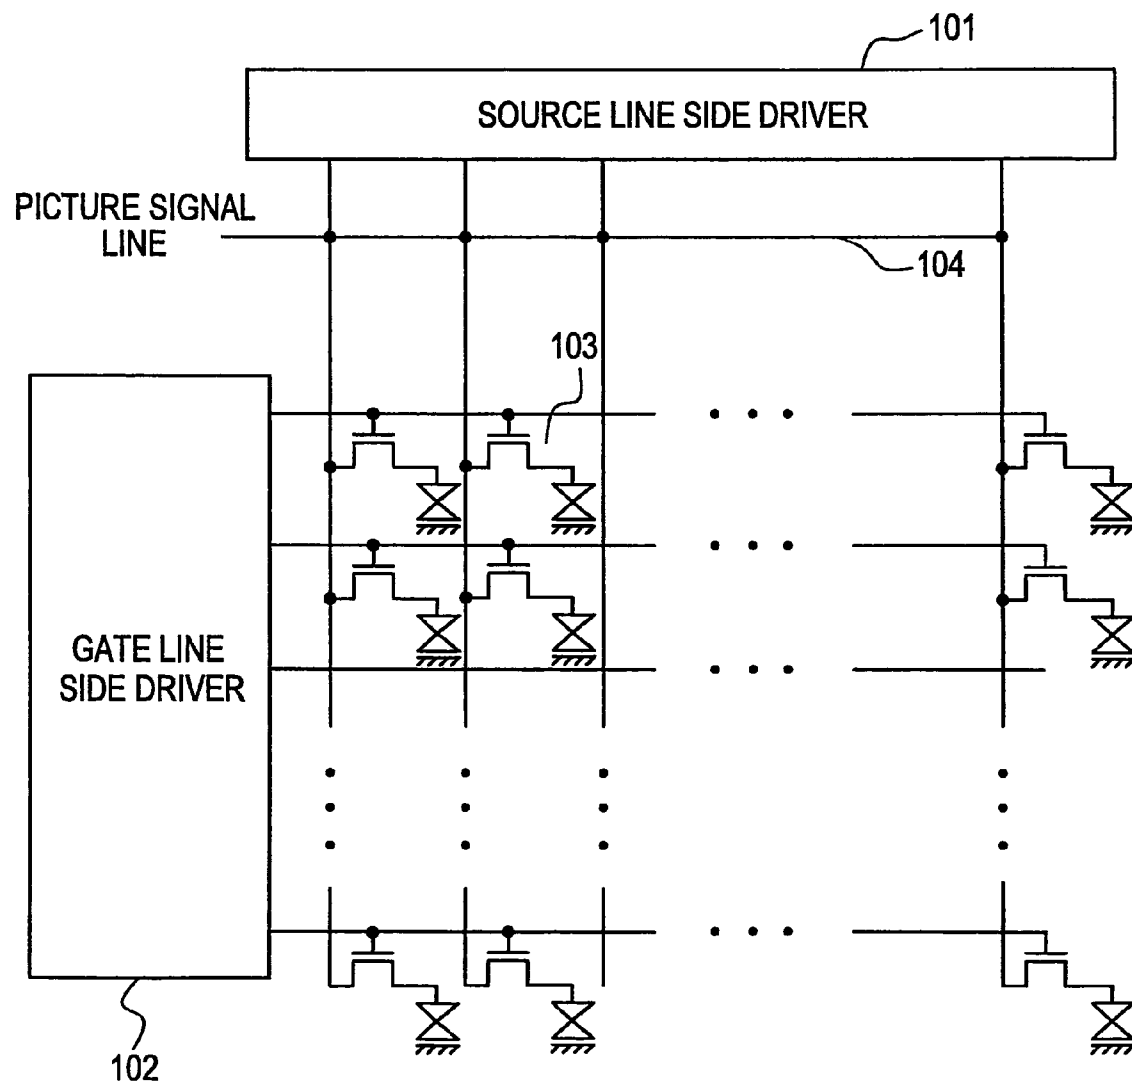 101
SOURCE LINE SIDE DRIVER
PICTURE SIGNAL
LINE
104
103
GATE LINE
SIDE DRIVER
102